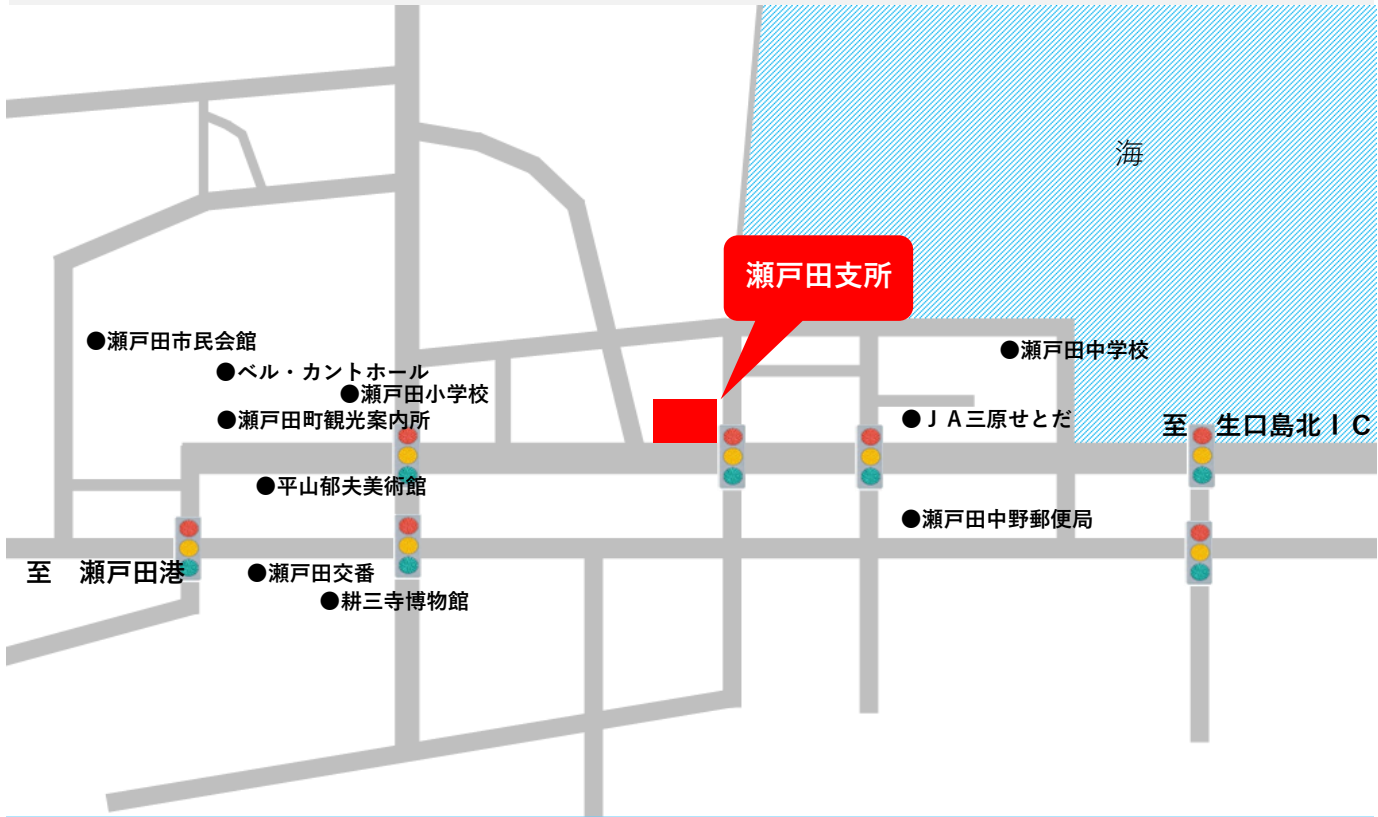 海
瀬戸田支所
●瀬戸田市民会館
●瀬戸田中学校
●ベル・カントホール
●瀬戸田小学校
●瀬戸田町観光案内所
●ＪＡ三原せとだ
至　生口島北ＩＣ
●平山郁夫美術館
●瀬戸田中野郵便局
至　瀬戸田港
●瀬戸田交番
●耕三寺博物館